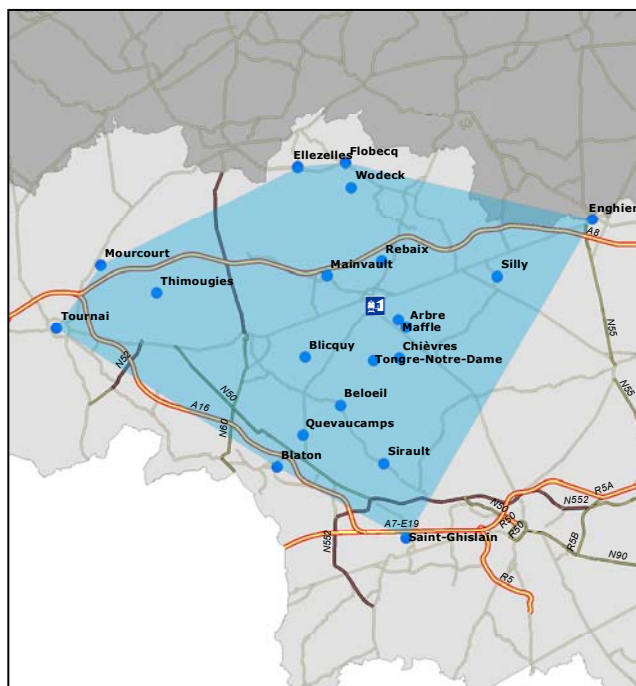 Flobecq
Ellezelles
Wodeck
Enghien
A8
Mourcourt
Rebaix
Mainvault
Silly
Thimougies
Arbre
Maffle
Tournai
N55
Chièvres
Blicquy
Tongre-Notre-Dame
N52
N50
N55
Beloeil
A16
N60
Quevaucamps
Blaton
Sirault
R5A
N50
N552
R50
A7-E19
R50
N552
Saint-Ghislain
R5B
N90
R5